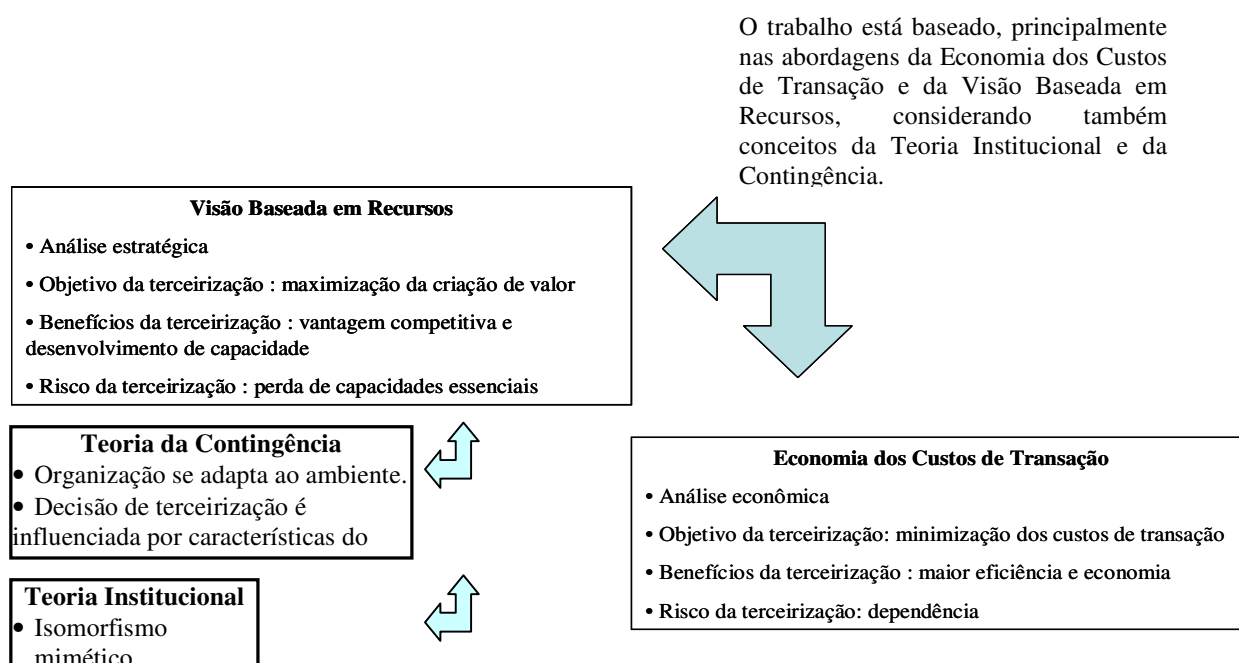 O trabalho está baseado, principalmente
nas abordagens da Economia dos Custos
de Transação e da Visão Baseada em
Recursos, considerando também
conceitos da Teoria Institucional e da
Contingência.
Visão Baseada em Recursos
• Análise estratégica
• Objetivo da terceirização : maximização da criação de valor
• Benefícios da terceirização : vantagem competitiva e
desenvolvimento de capacidade
• Risco da terceirização : perda de capacidades essenciais
Teoria da Contingência
• Organização se adapta ao ambiente.
• Decisão de terceirização é
influenciada por características do
Economia dos Custos de Transação
• Análise econômica
• Objetivo da terceirização: minimização dos custos de transação
• Benefícios da terceirização : maior eficiência e economia
• Risco da terceirização: dependência
Teoria Institucional
• Isomorfismo
mimético